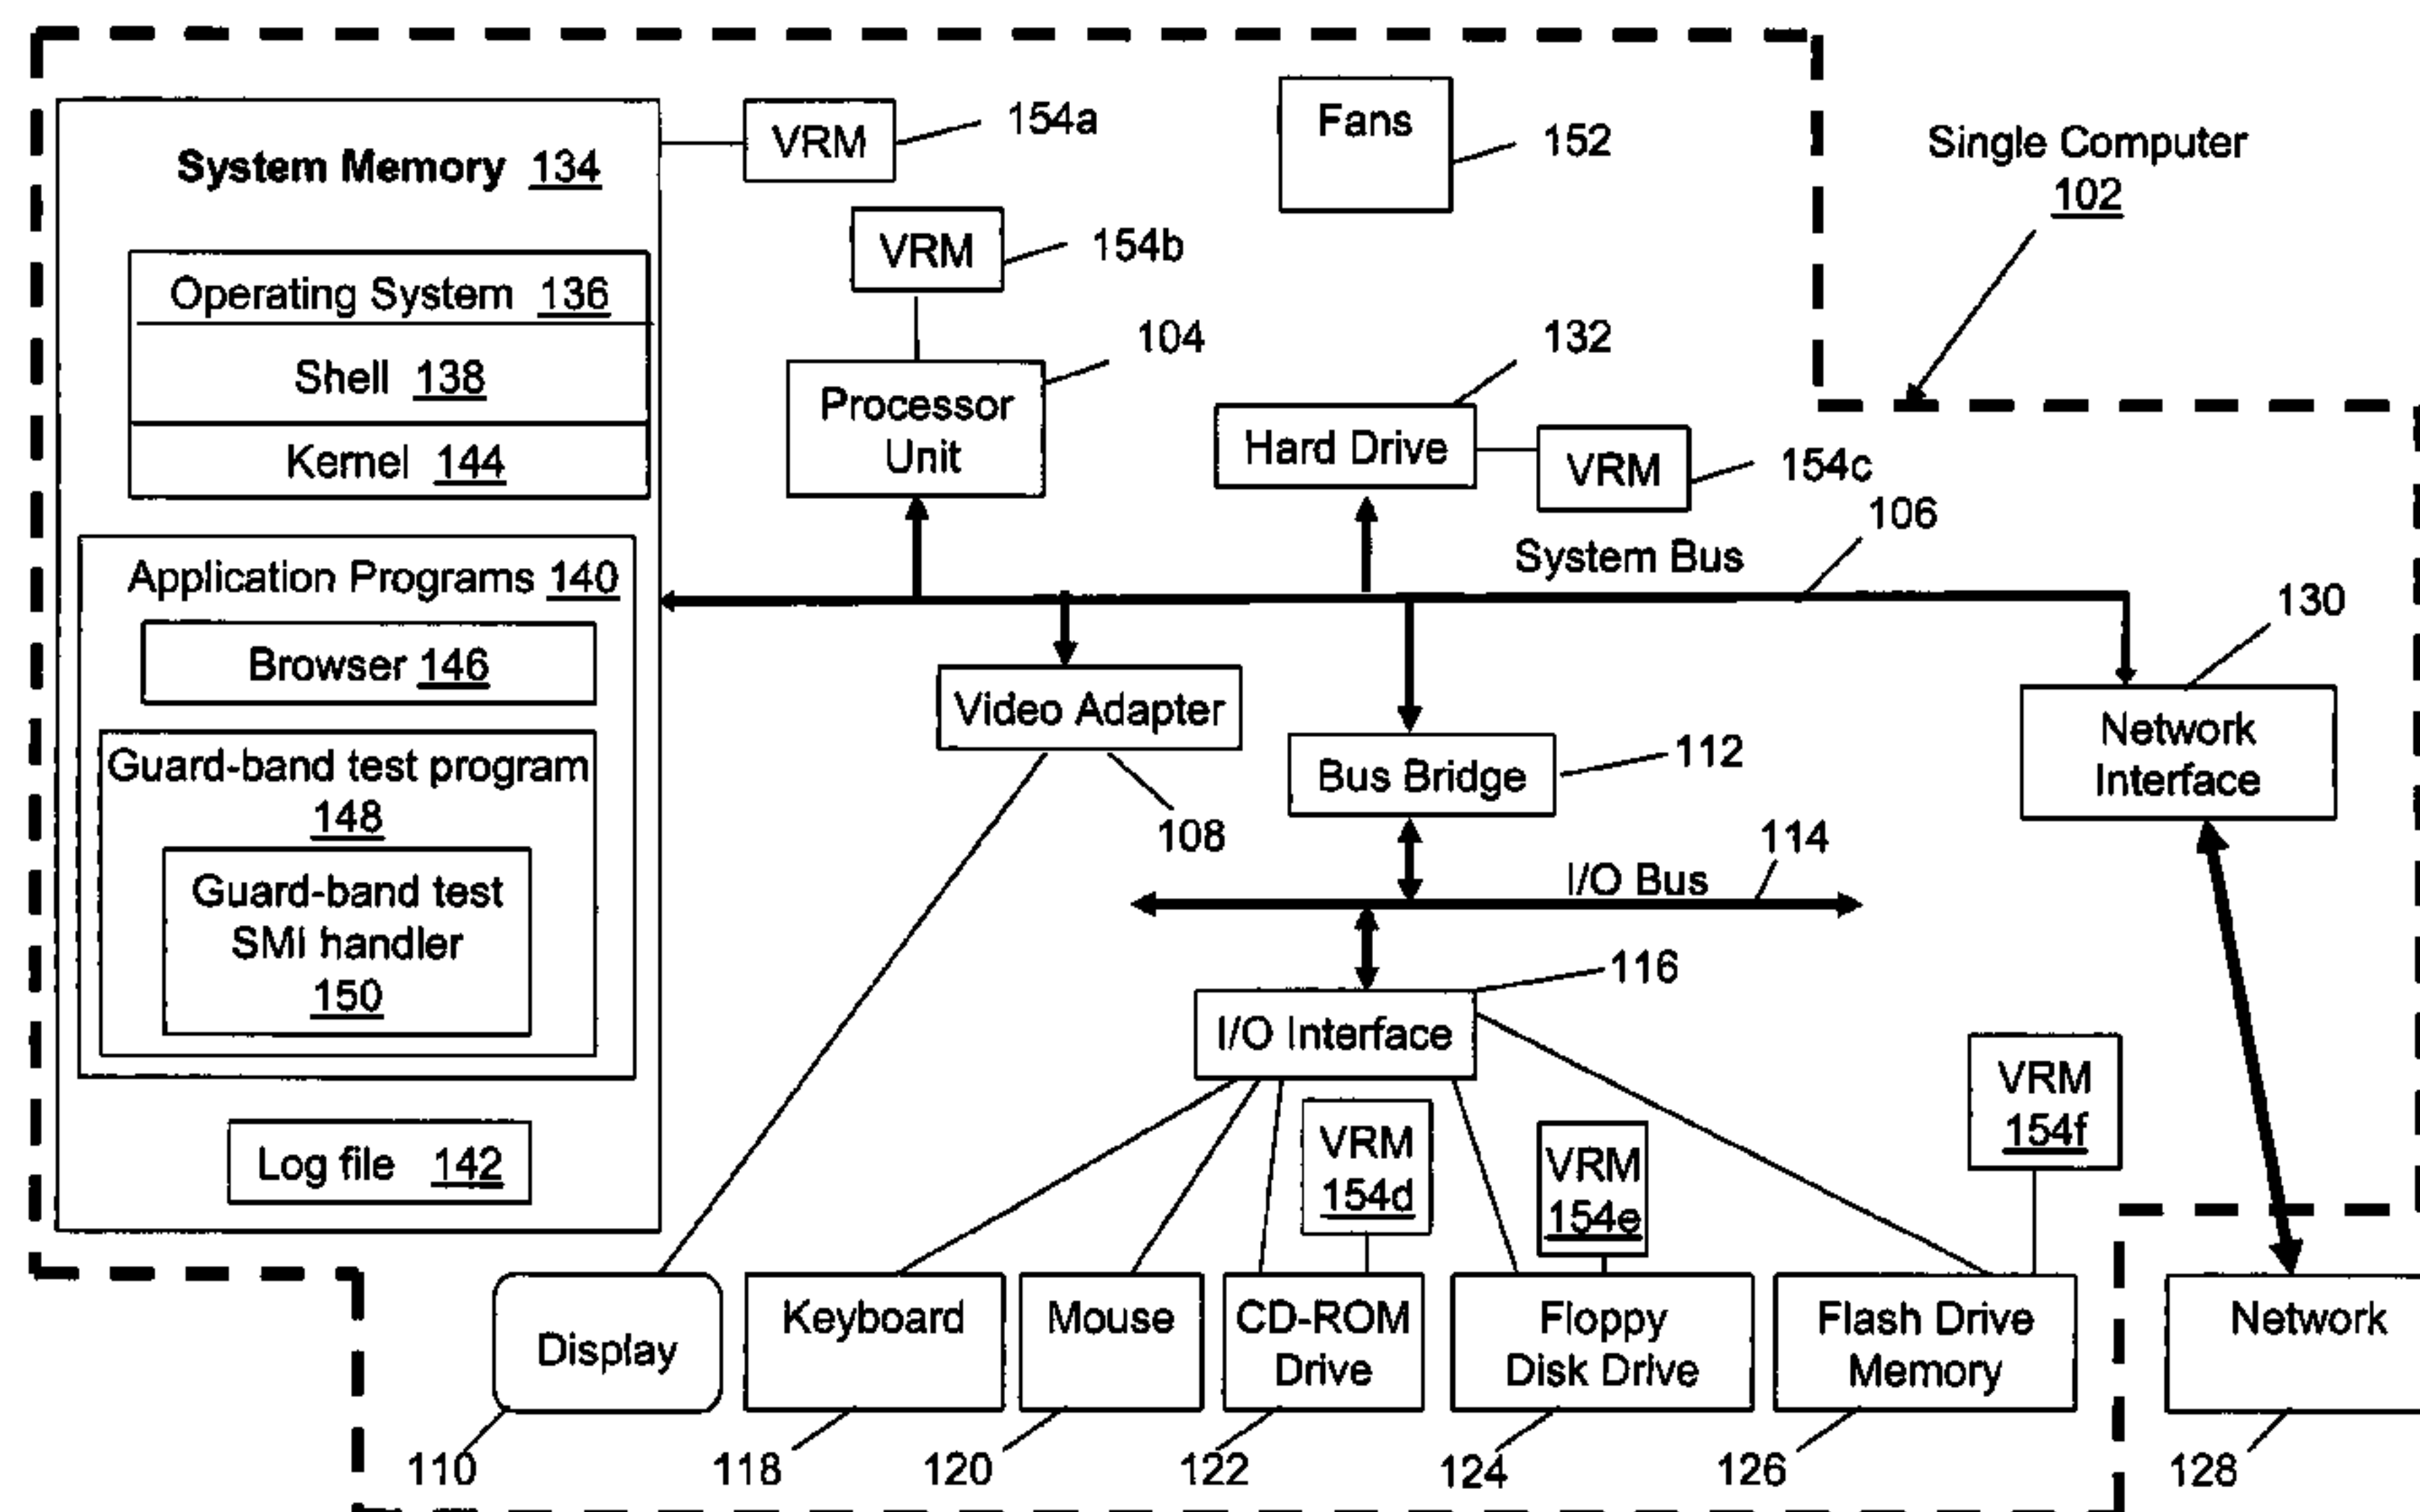 System Memory 134
VRM
154a
Fans
152
Single Computer
102
VRM
154b
Operating System 136
Shell 138
Kernel 144
104
Processor
Unit
132
Hard Drive
VRM
154c
106
System Bus
Application Programs 140
Browser 146
Guard-band test program
148
Guard-band test
SMI handler
150
Log file 142
Video Adapter
108
Bus Bridge
112
130
Network
Interface
114
I/O Bus
116
I/O Interface
VRM
154d
VRM
154e
VRM
154f
Display
Keyboard
Mouse
CD-ROM
Drive
Floppy
Disk Drive
Flash Drive
Memory
Network
110
118
120
122
124
126
128